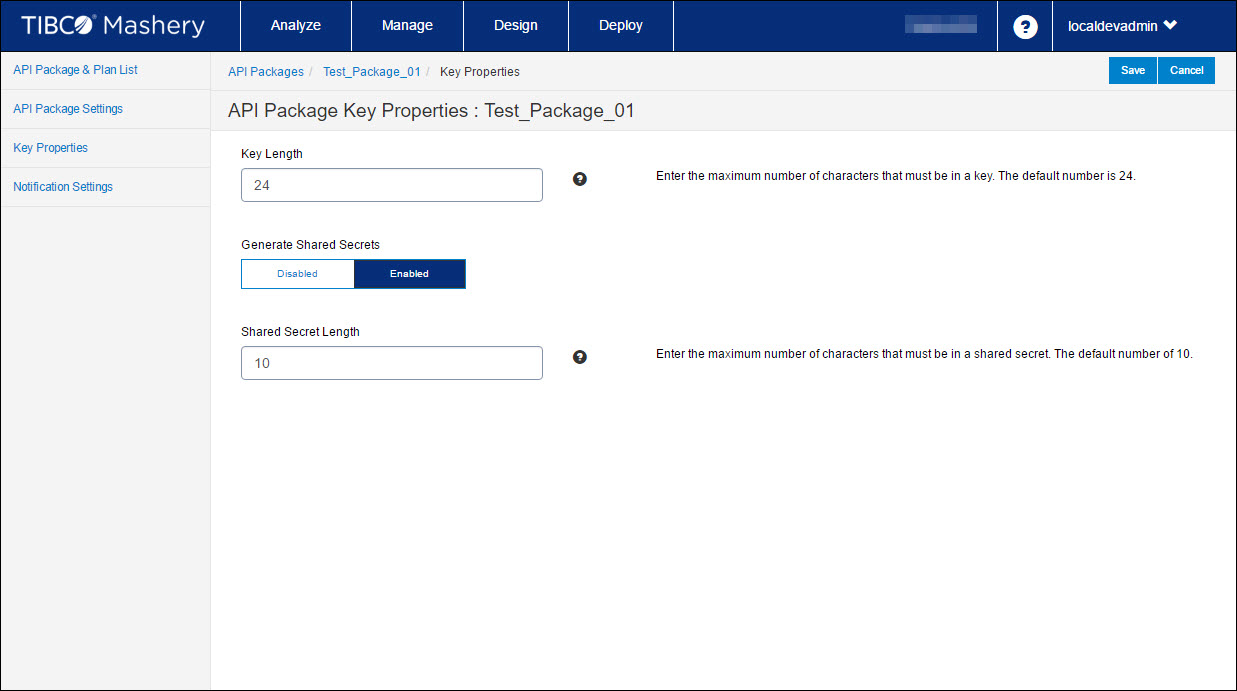 TIBCO® Mashery
Analyze
Manage
Design
Deploy
?
localdevadmin
API Package & Plan List
API Package Settings
Key Properties
Notification Settings
API Packages / Test_Package_01 / Key Properties
Save
Cancel
API Package Key Properties : Test_Package_01
Key Length
24
?
Enter the maximum number of characters that must be in a key. The default number is 24.
Generate Shared Secrets
Disabled
Enabled
Shared Secret Length
10
?
Enter the maximum number of characters that must be in a shared secret. The default number of 10.